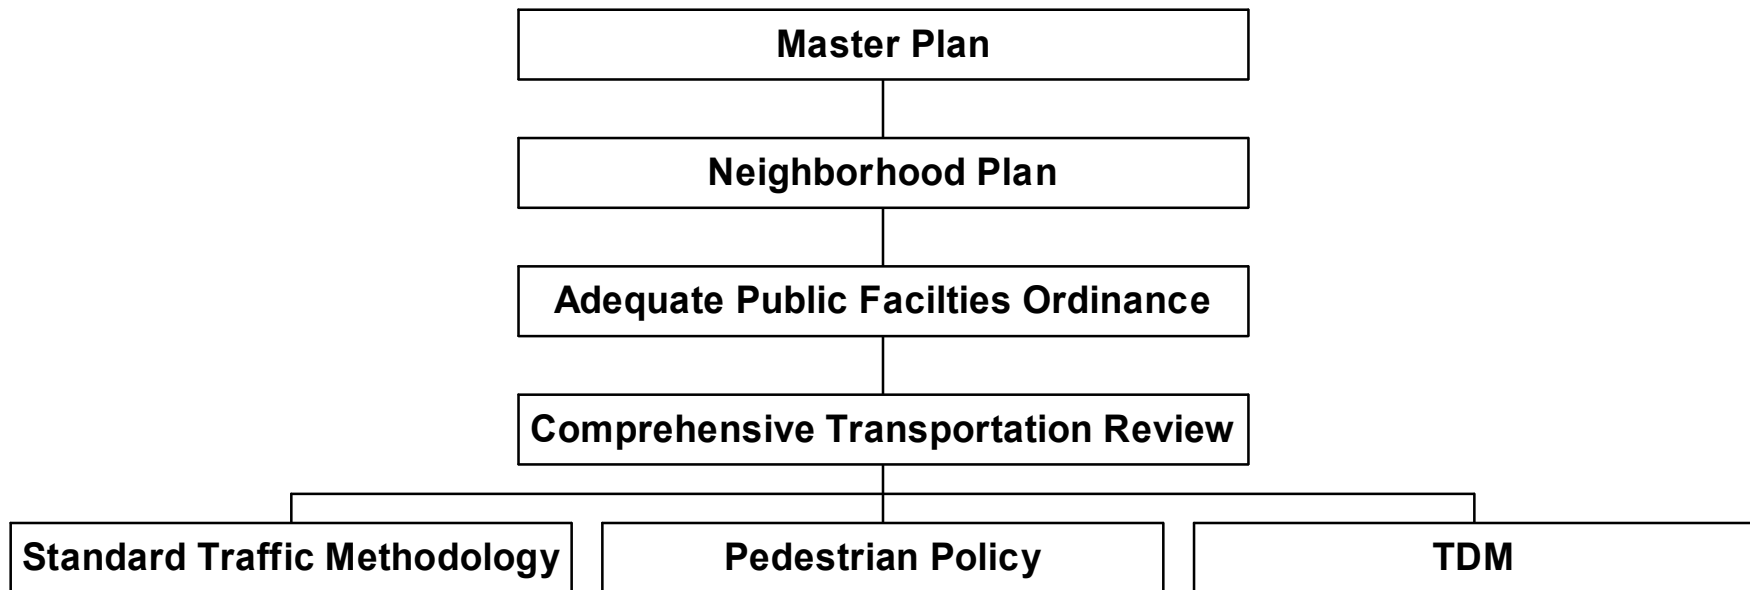 Master Plan
Neighborhood Plan
Adequate Public Facilties Ordinance
Comprehensive Transportation Review
Standard Traffic Methodology
Pedestrian Policy
TDM